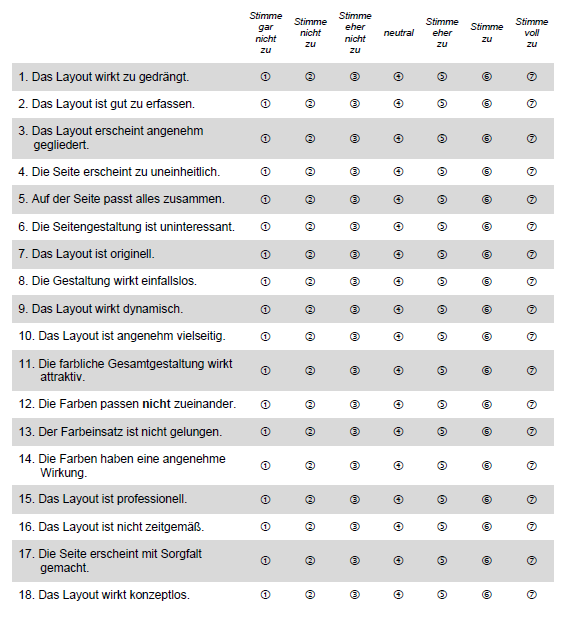 Stimme gar nicht zu Stimme nicht zu Stimme eher nicht zu neutral Stimme eher zu Stimme zu Stimme voll zu
1. Das Layout wirkt zu gedrängt. ① ② ③ ④ ⑤ ⑥ ⑦
2. Das Layout ist gut zu erfassen. ① ② ③ ④ ⑤ ⑥ ⑦
3. Das Layout erscheint angenehm
gegliedert. ① ② ③ ④ ⑤ ⑥ ⑦
4. Die Seite erscheint zu uneinheitlich. ① ② ③ ④ ⑤ ⑥ ⑦
5. Auf der Seite passt alles zusammen. ① ② ③ ④ ⑤ ⑥ ⑦
6. Die Seitengestaltung ist uninteressant. ① ② ③ ④ ⑤ ⑥ ⑦
7. Das Layout ist originell. ① ② ③ ④ ⑤ ⑥ ⑦
8. Die Gestaltung wirkt einfallslos. ① ② ③ ④ ⑤ ⑥ ⑦
9. Das Layout wirkt dynamisch. ① ② ③ ④ ⑤ ⑥ ⑦
10. Das Layout ist angenehm vielseitig. ① ② ③ ④ ⑤ ⑥ ⑦
11. Die farbliche Gesamtgestaltung wirkt
attraktiv. ① ② ③ ④ ⑤ ⑥ ⑦
12. Die Farben passen nicht zueinander. ① ② ③ ④ ⑤ ⑥ ⑦
13. Der Farbeinsatz ist nicht gelungen. ① ② ③ ④ ⑤ ⑥ ⑦
14. Die Farben haben eine angenehme
Wirkung. ① ② ③ ④ ⑤ ⑥ ⑦
15. Das Layout ist professionell. ① ② ③ ④ ⑤ ⑥ ⑦
16. Das Layout ist nicht zeitgemäß. ① ② ③ ④ ⑤ ⑥ ⑦
17. Die Seite erscheint mit Sorgfalt
gemacht. ① ② ③ ④ ⑤ ⑥ ⑦
18. Das Layout wirkt konzeptlos. ① ② ③ ④ ⑤ ⑥ ⑦